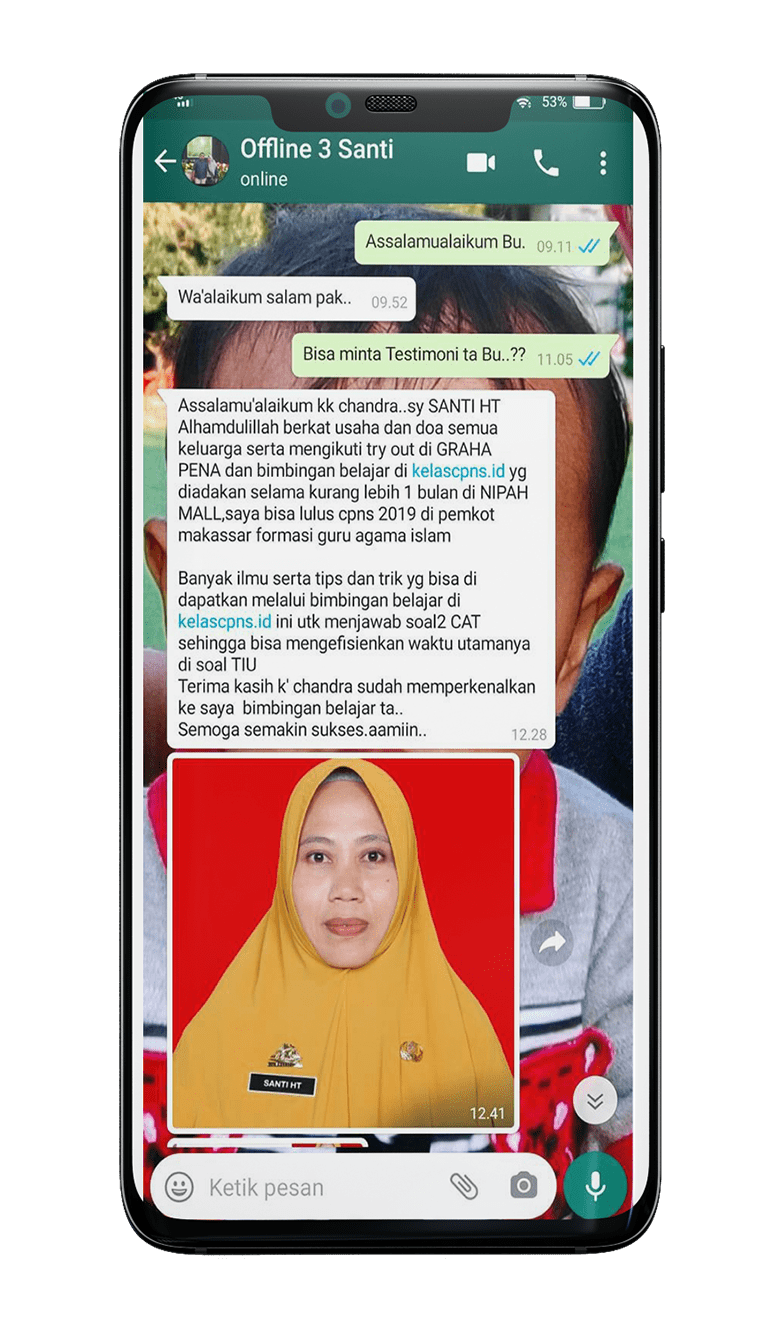 53%
Offline 3 Santi
online
Assalamualaikum Bu. 09.11
Wa'alaikum salam pak.. 09.52
Bisa minta Testimoni ta Bu..?? 11.05
Assalamu'alaikum kk chandra..sy SANTI HT
Alhamdulillah berkat usaha dan doa semua
keluarga serta mengikuti try out di GRAHA
PENA dan bimbingan belajar di kelascpns.id yg
diadakan selama kurang lebih 1 bulan di NIPAH
MALL,saya bisa lulus cpns 2019 di pemkot
makassar formasi guru agama islam
Banyak ilmu serta tips dan trik yg bisa di
dapatkan melalui bimbingan belajar di
kelascpns.id ini utk menjawab soal2 CAT
sehingga bisa mengefisienkan waktu utamanya
di soal TIU
Terima kasih k' chandra sudah memperkenalkan
ke saya  bimbingan belajar ta..
Semoga semakin sukses.aamiin.. 12.28
SANTI HT
12.41
Ketik pesan